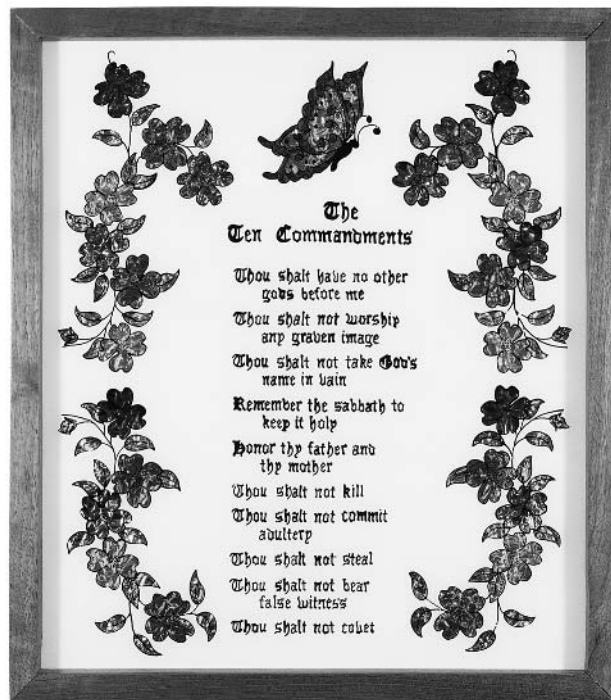 The
Ten Commandments
Thou shalt have no other
gods before me
Thou shalt not worship
any graven image
Thou shalt not take God's
name in vain
Remember the sabbath to
keep it holy
Honor thy father and
thy mother
Thou shalt not kill
Thou shalt not commit
adultery
Thou shalt not steal
Thou shalt not bear
false witness
Thou shalt not covet